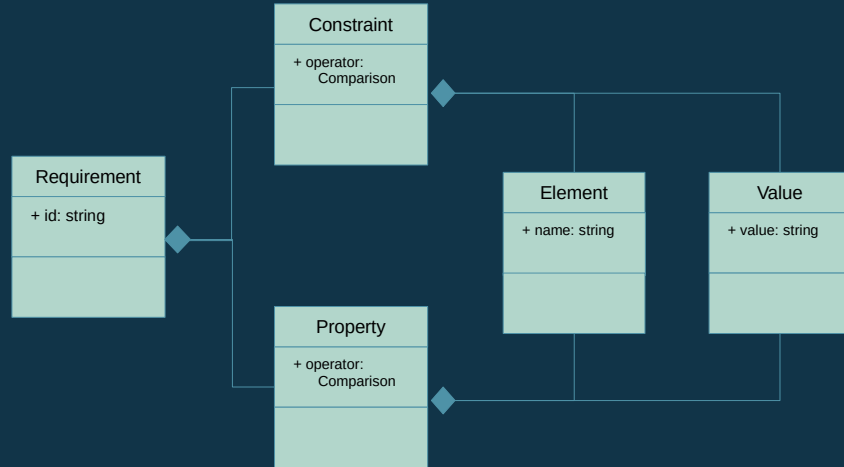 Constraint
+ operator:
Comparison
Requirement
+ id: string
Element
+ name: string
Value
+ value: string
Property
+ operator:
Comparison